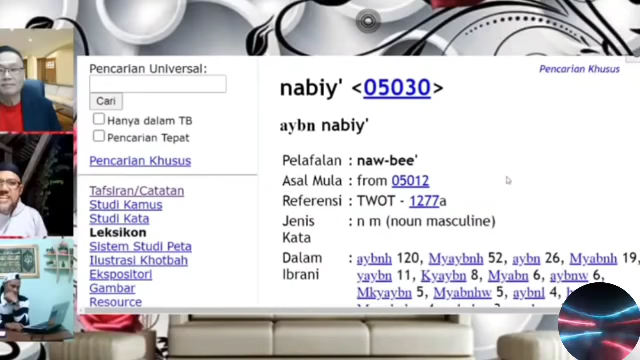 Pencarian Universal:
Cari
Hanya dalam TB
Pencarian Tepat
Pencarian Khusus
Tafsiran/Catatan
Studi Kamus
Studi Kata
Leksikon
Sistem Studi Peta
Ilustrasi Khotbah
Ekspositori
Gambar
Resource
Pencarian Khusus
nabiy' <05030>
aybn nabiy'
Pelafalan : naw-bee'
Asal Mula : from 05012
Referensi : TWOT - 1277a
Jenis Kata : n m (noun masculine)
Dalam Ibrani : aybnh 120, Myaybnh 52, aybn 26, Myabnh 19,
yaybn 11, Kyaybn 8, Myabn 6, aybnw 6,
Mkyaybn 5, Myabnhw 5, aybnl 4,